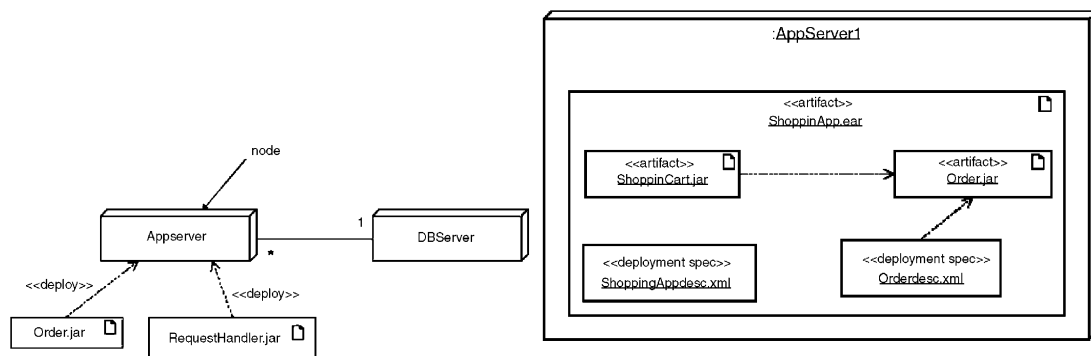 node
Appserver
1
*
DBServer
<<deploy>>
<<deploy>>
Order.jar
RequestHandler.jar
:AppServer1
<<artifact>>
ShoppinApp.ear
<<artifact>>
ShoppinCart.jar
<<artifact>>
Order.jar
<<deployment spec>>
ShoppingAppdesc.xml
<<deployment spec>>
Orderdesc.xml